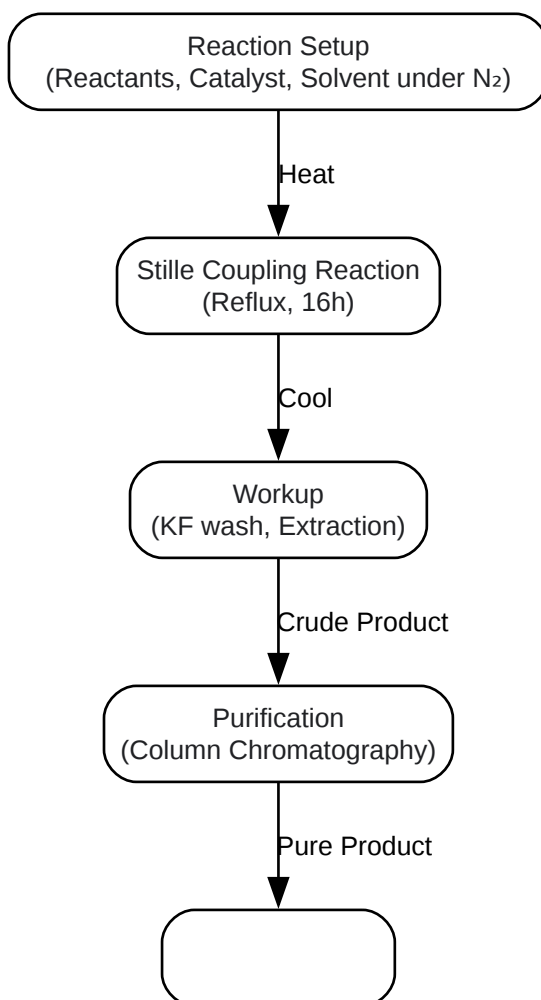 Reaction Setup
(Reactants, Catalyst, Solvent under N₂)
Heat
Stille Coupling Reaction
(Reflux, 16h)
Cool
Workup
(KF wash, Extraction)
Crude Product
Purification
(Column Chromatography)
Pure Product